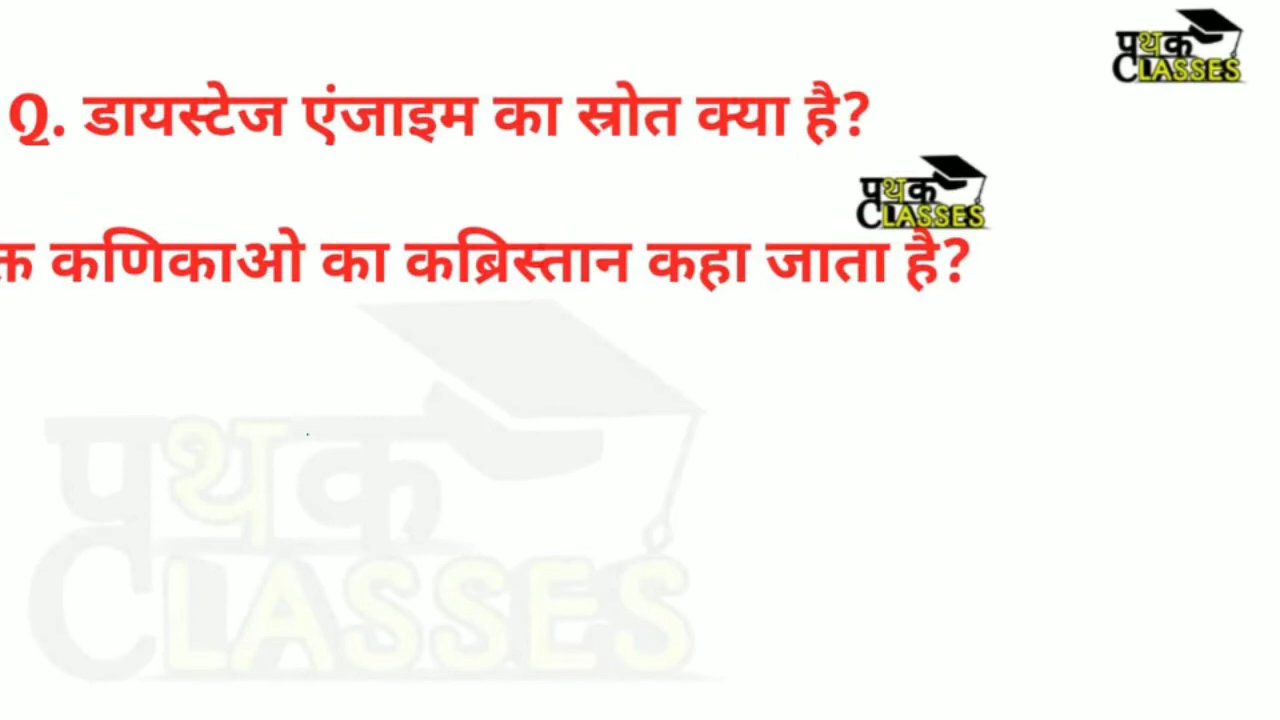 पथक
CLASSES
Q. डायस्टेज एंजाइम का स्रोत क्या है?
पथक
CLASSES
क्त कणिकाओ का कब्रिस्तान कहा जाता है?
पथक
CLASSES